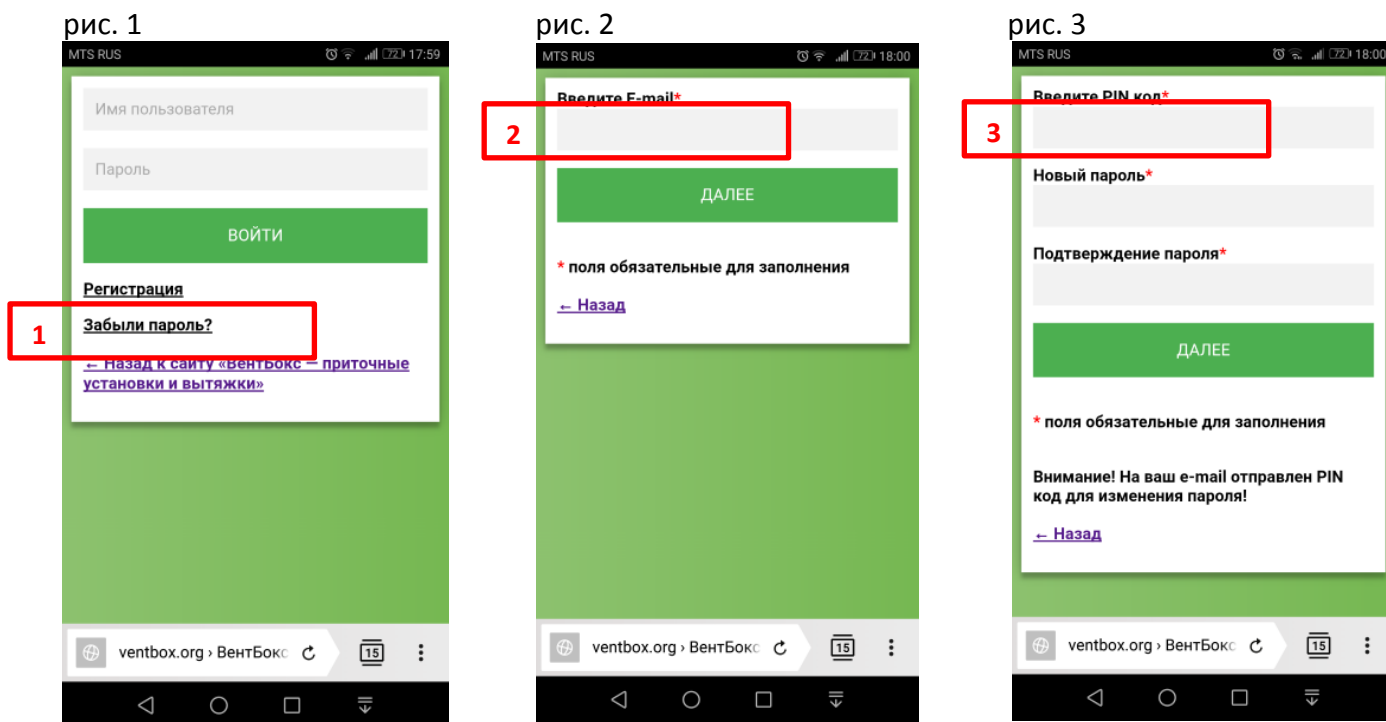 рис. 1
MTS RUS 72 17:59
Имя пользователя
Пароль
ВОЙТИ
Регистрация
1
Забыли пароль?
← Назад к сайту «ВентБокс — приточные
установки и вытяжки»
ventbox.org › ВентБокс
15
рис. 2
MTS RUS 72 18:00
Введите E-mail*
2
ДАЛЕЕ
* поля обязательные для заполнения
← Назад
ventbox.org › ВентБокс
15
рис. 3
MTS RUS 72 18:00
Введите PIN код*
3
Новый пароль*
Подтверждение пароля*
ДАЛЕЕ
* поля обязательные для заполнения
Внимание! На ваш e-mail отправлен PIN
код для изменения пароля!
← Назад
ventbox.org › ВентБокс
15